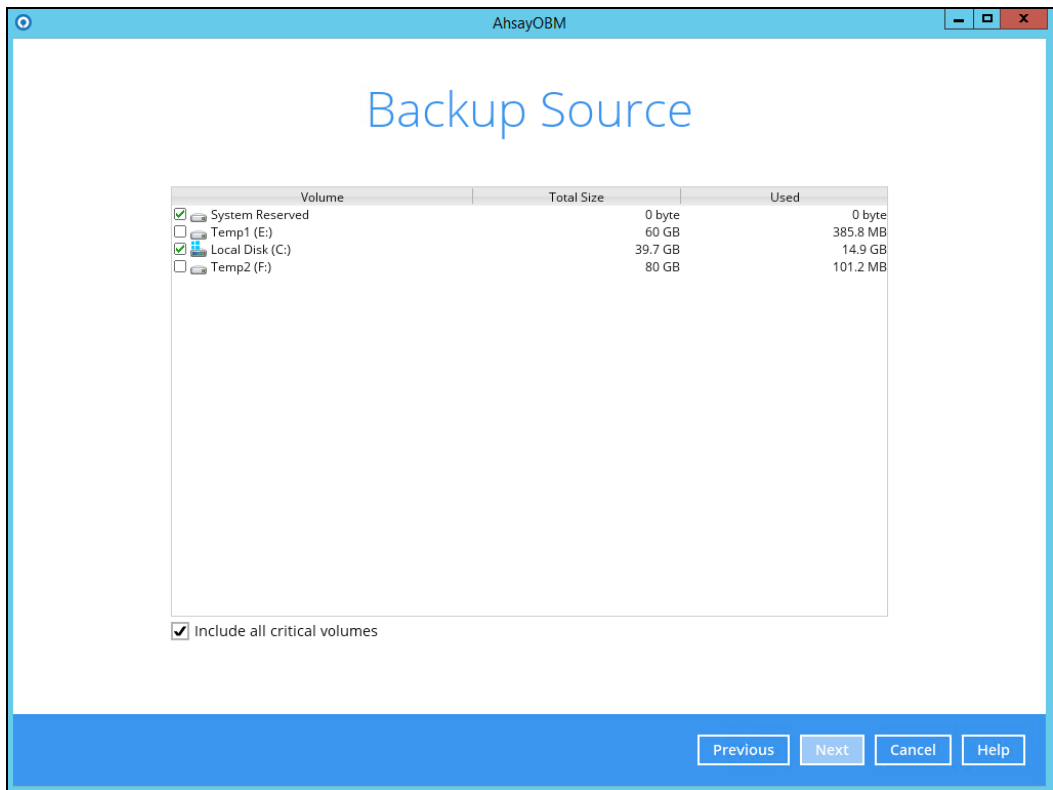 AhsayOBM
Backup Source
Volume Total Size Used
System Reserved 0 byte 0 byte
Temp1 (E:) 60 GB 385.8 MB
Local Disk (C:) 39.7 GB 14.9 GB
Temp2 (F:) 80 GB 101.2 MB
Include all critical volumes
Previous Next Cancel Help